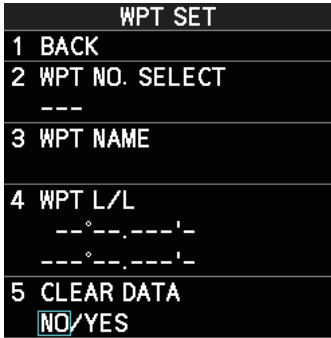 WPT SET
1 BACK
2 WPT NO. SELECT
---
3 WPT NAME
4 WPT L/L
--°--.---'-
---°--.---'-
5 CLEAR DATA
NO/YES